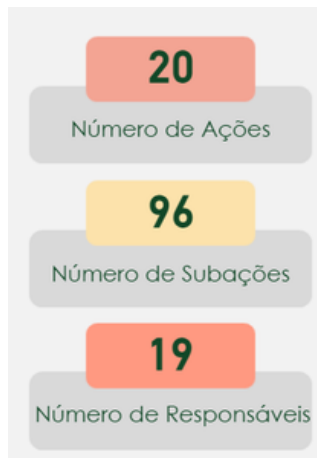 20
Número de Ações
96
Número de Subações
19
Número de Responsáveis